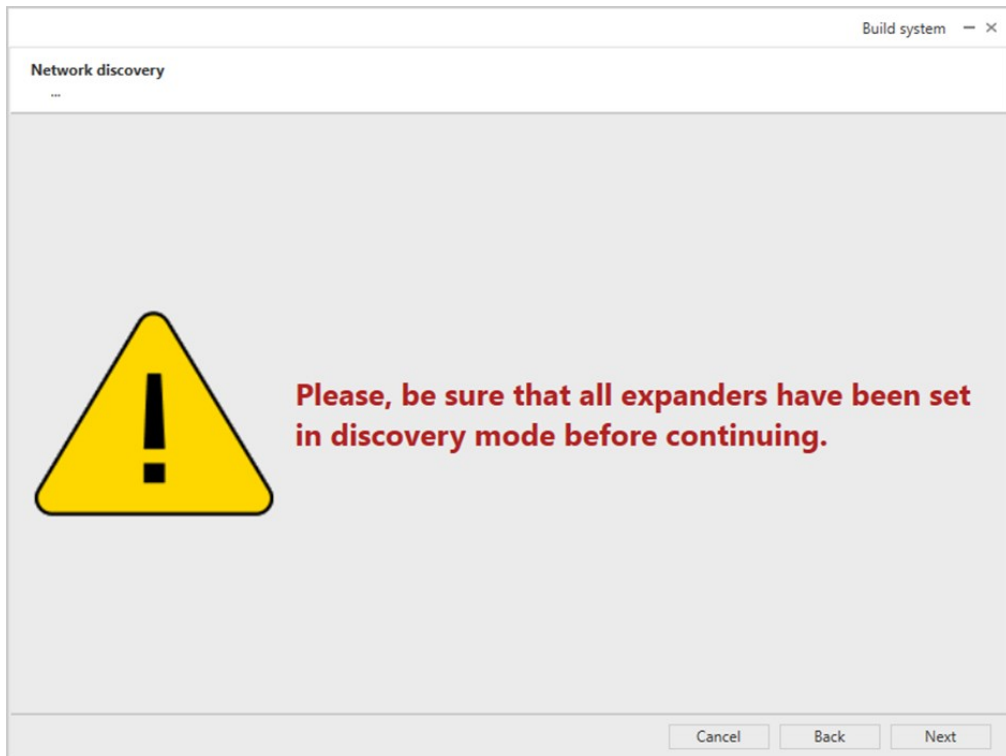 Build system
Network discovery
...
Please, be sure that all expanders have been set
in discovery mode before continuing.
Cancel Back Next